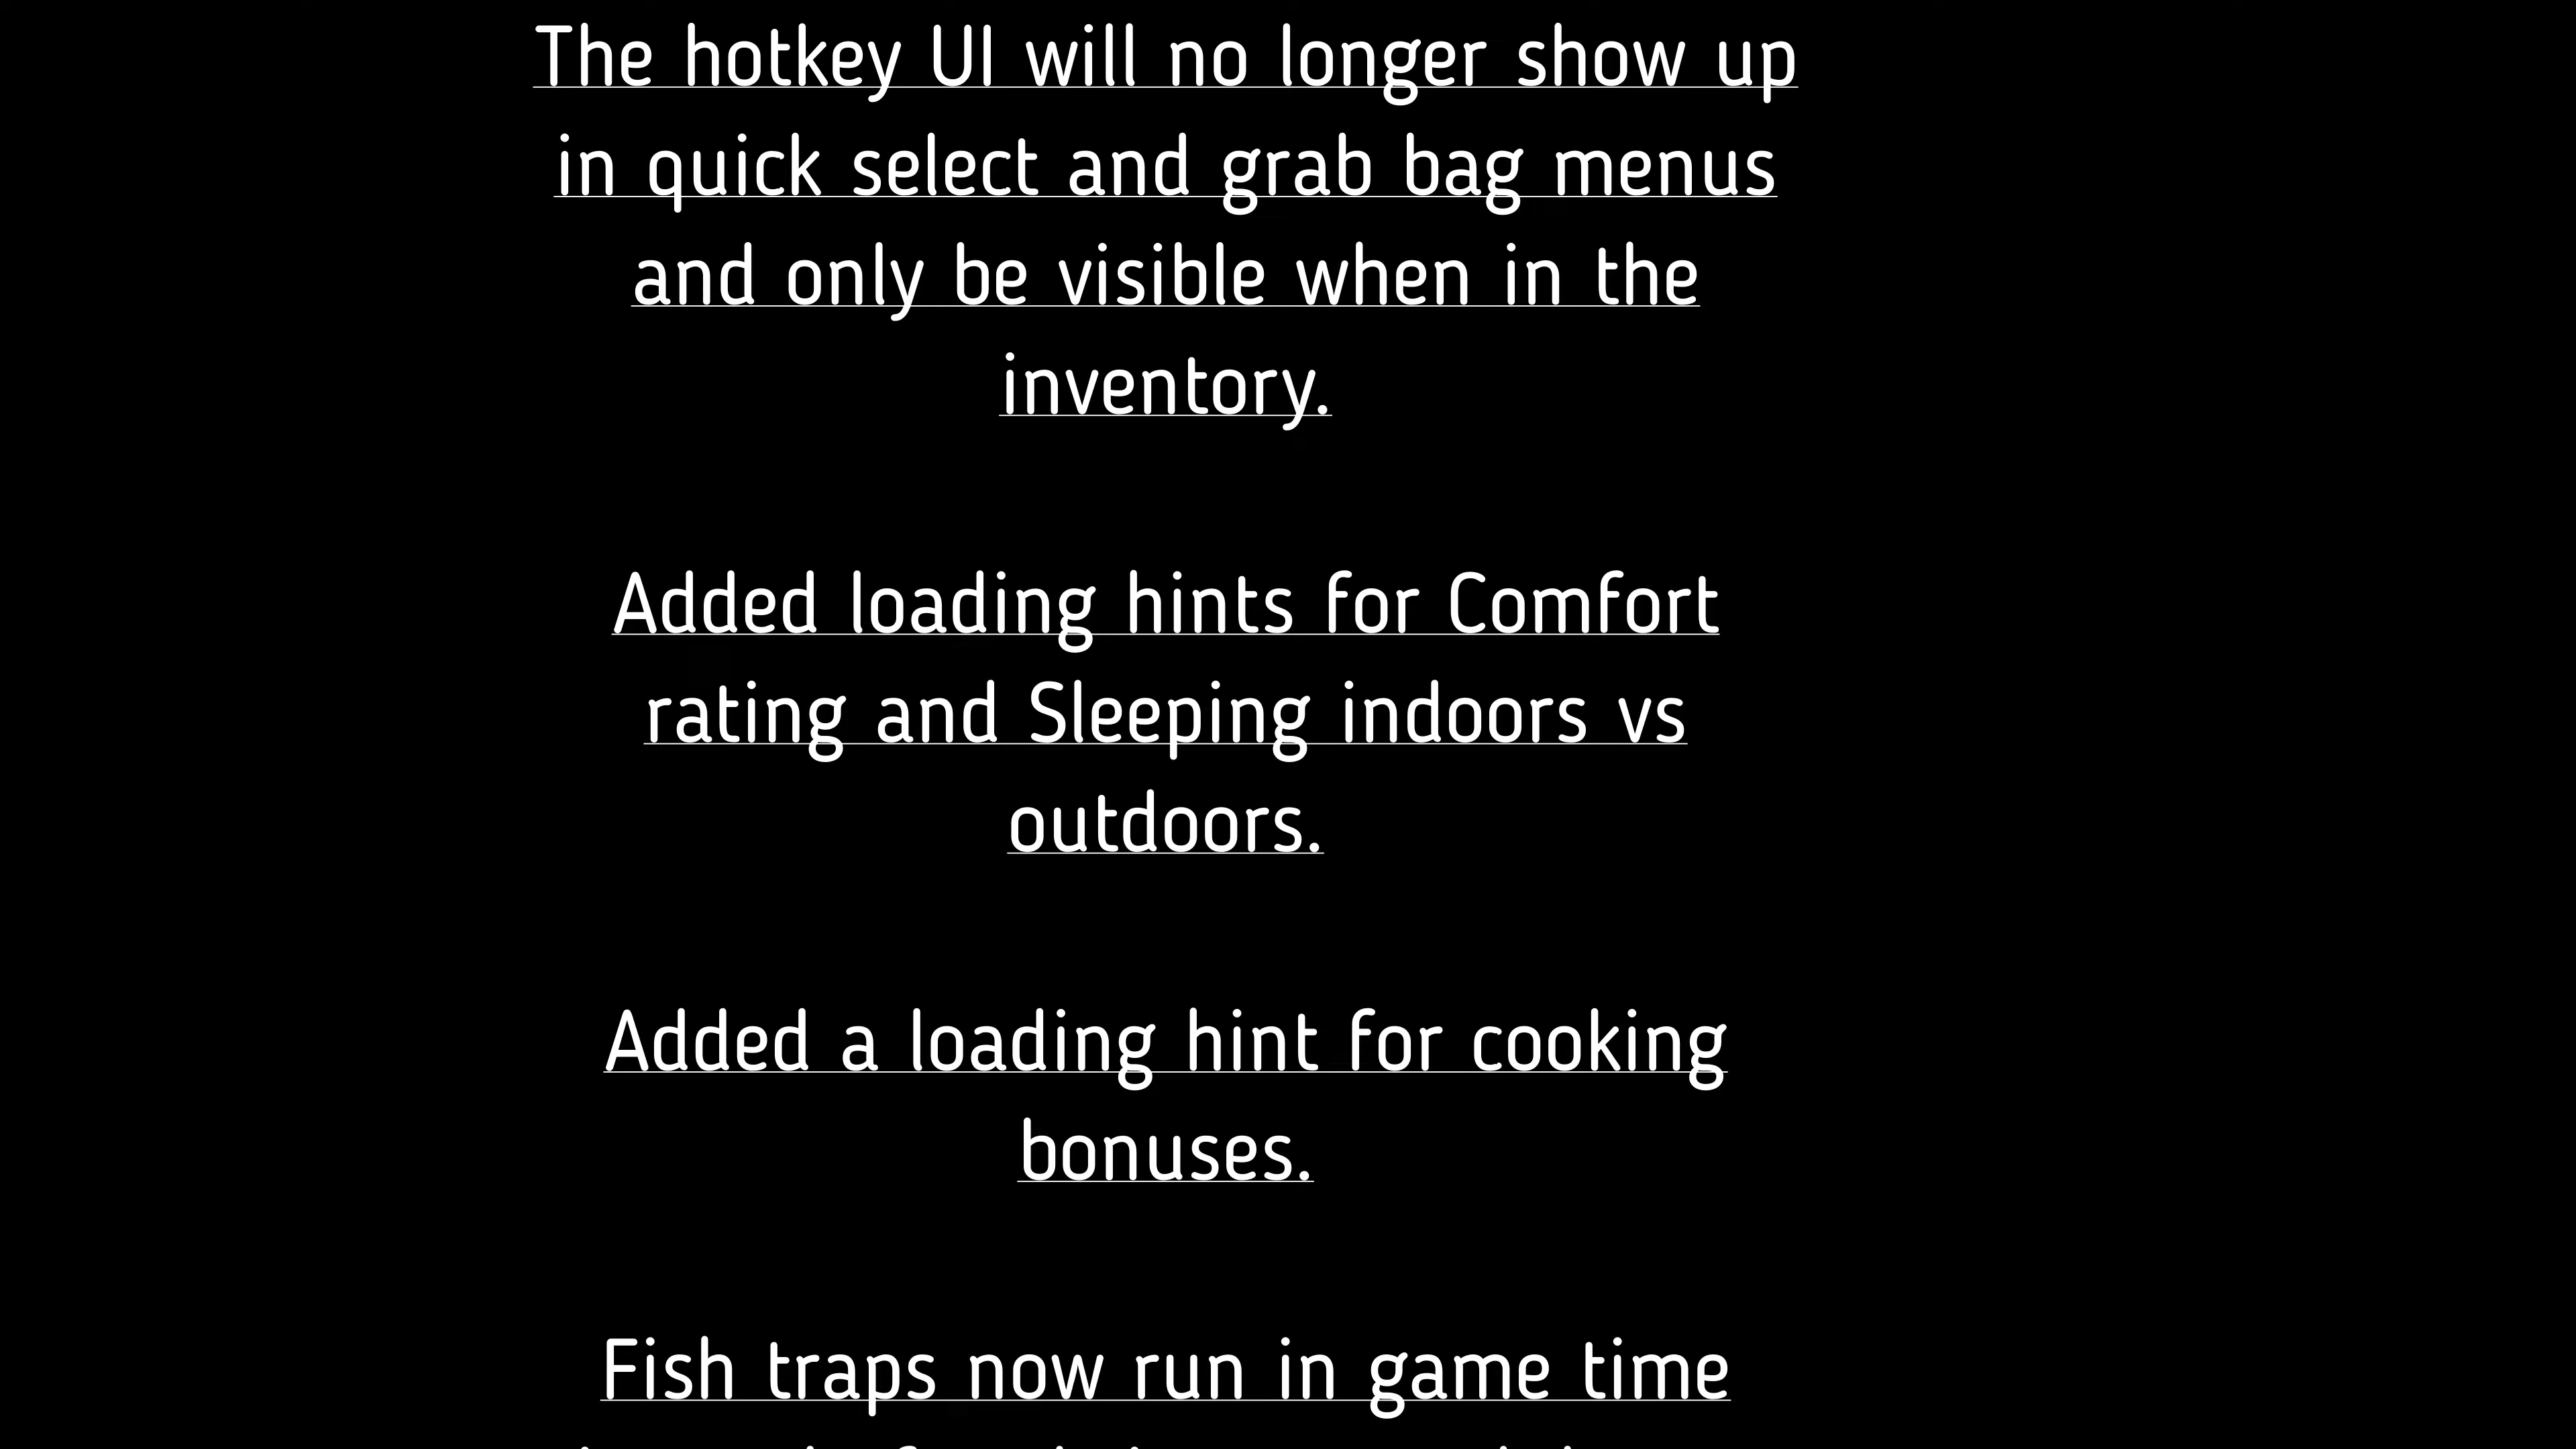 The hotkey UI will no longer show up
in quick select and grab bag menus
and only be visible when in the
inventory.
Added loading hints for Comfort
rating and Sleeping indoors vs
outdoors.
Added a loading hint for cooking
bonuses.
Fish traps now run in game time